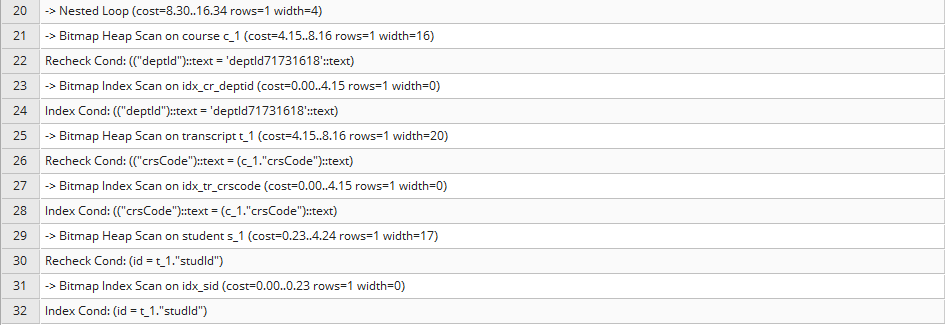 20 -> Nested Loop (cost=8.30..16.34 rows=1 width=4)
21 -> Bitmap Heap Scan on course c_1 (cost=4.15..8.16 rows=1 width=16)
22 Recheck Cond: (("deptId")::text = 'deptId71731618'::text)
23 -> Bitmap Index Scan on idx_cr_deptid (cost=0.00..4.15 rows=1 width=0)
24 Index Cond: (("deptId")::text = 'deptId71731618'::text)
25 -> Bitmap Heap Scan on transcript t_1 (cost=4.15..8.16 rows=1 width=20)
26 Recheck Cond: (("crsCode")::text = (c_1."crsCode")::text)
27 -> Bitmap Index Scan on idx_tr_crscode (cost=0.00..4.15 rows=1 width=0)
28 Index Cond: (("crsCode")::text = (c_1."crsCode")::text)
29 -> Bitmap Heap Scan on student s_1 (cost=0.23..4.24 rows=1 width=17)
30 Recheck Cond: (id = t_1."studId")
31 -> Bitmap Index Scan on idx_sid (cost=0.00..0.23 rows=1 width=0)
32 Index Cond: (id = t_1."studId")